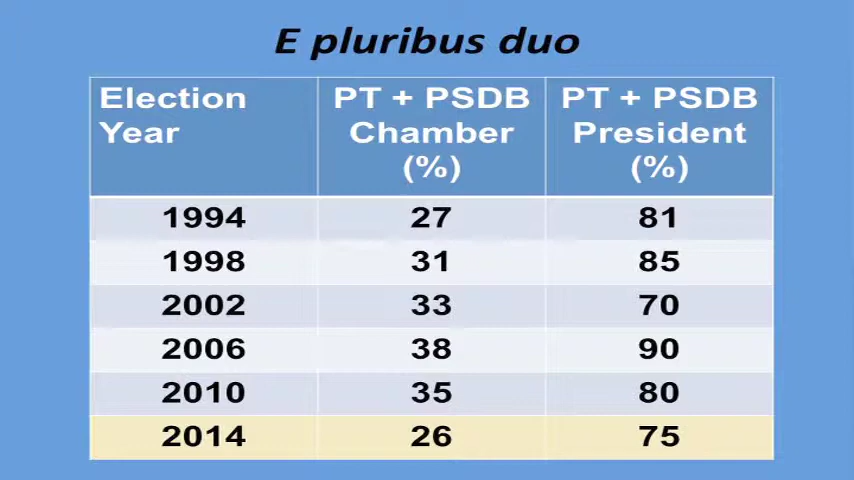 E pluribus duo
Election Year PT + PSDB Chamber (%) PT + PSDB President (%)
1994 27 81
1998 31 85
2002 33 70
2006 38 90
2010 35 80
2014 26 75